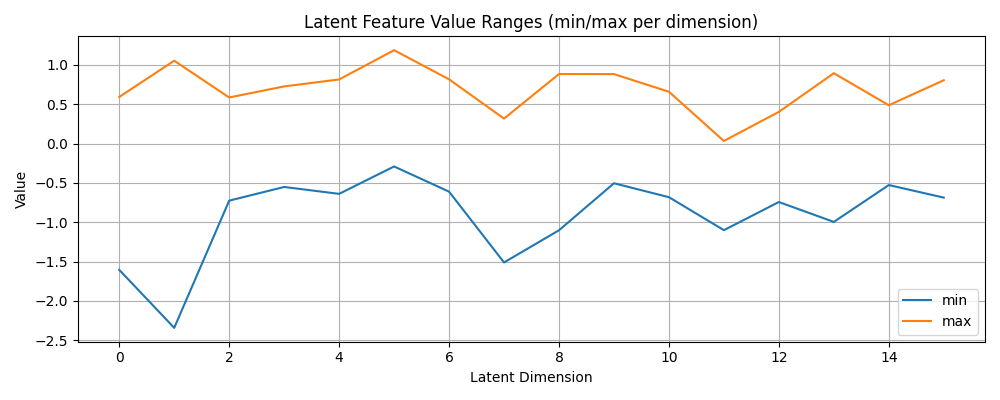 Latent Feature Value Ranges (min/max per dimension)
Value
1.0
0.5
0.0
−0.5
−1.0
−1.5
−2.0
−2.5
min
max
0 2 4 6 8 10 12 14
Latent Dimension